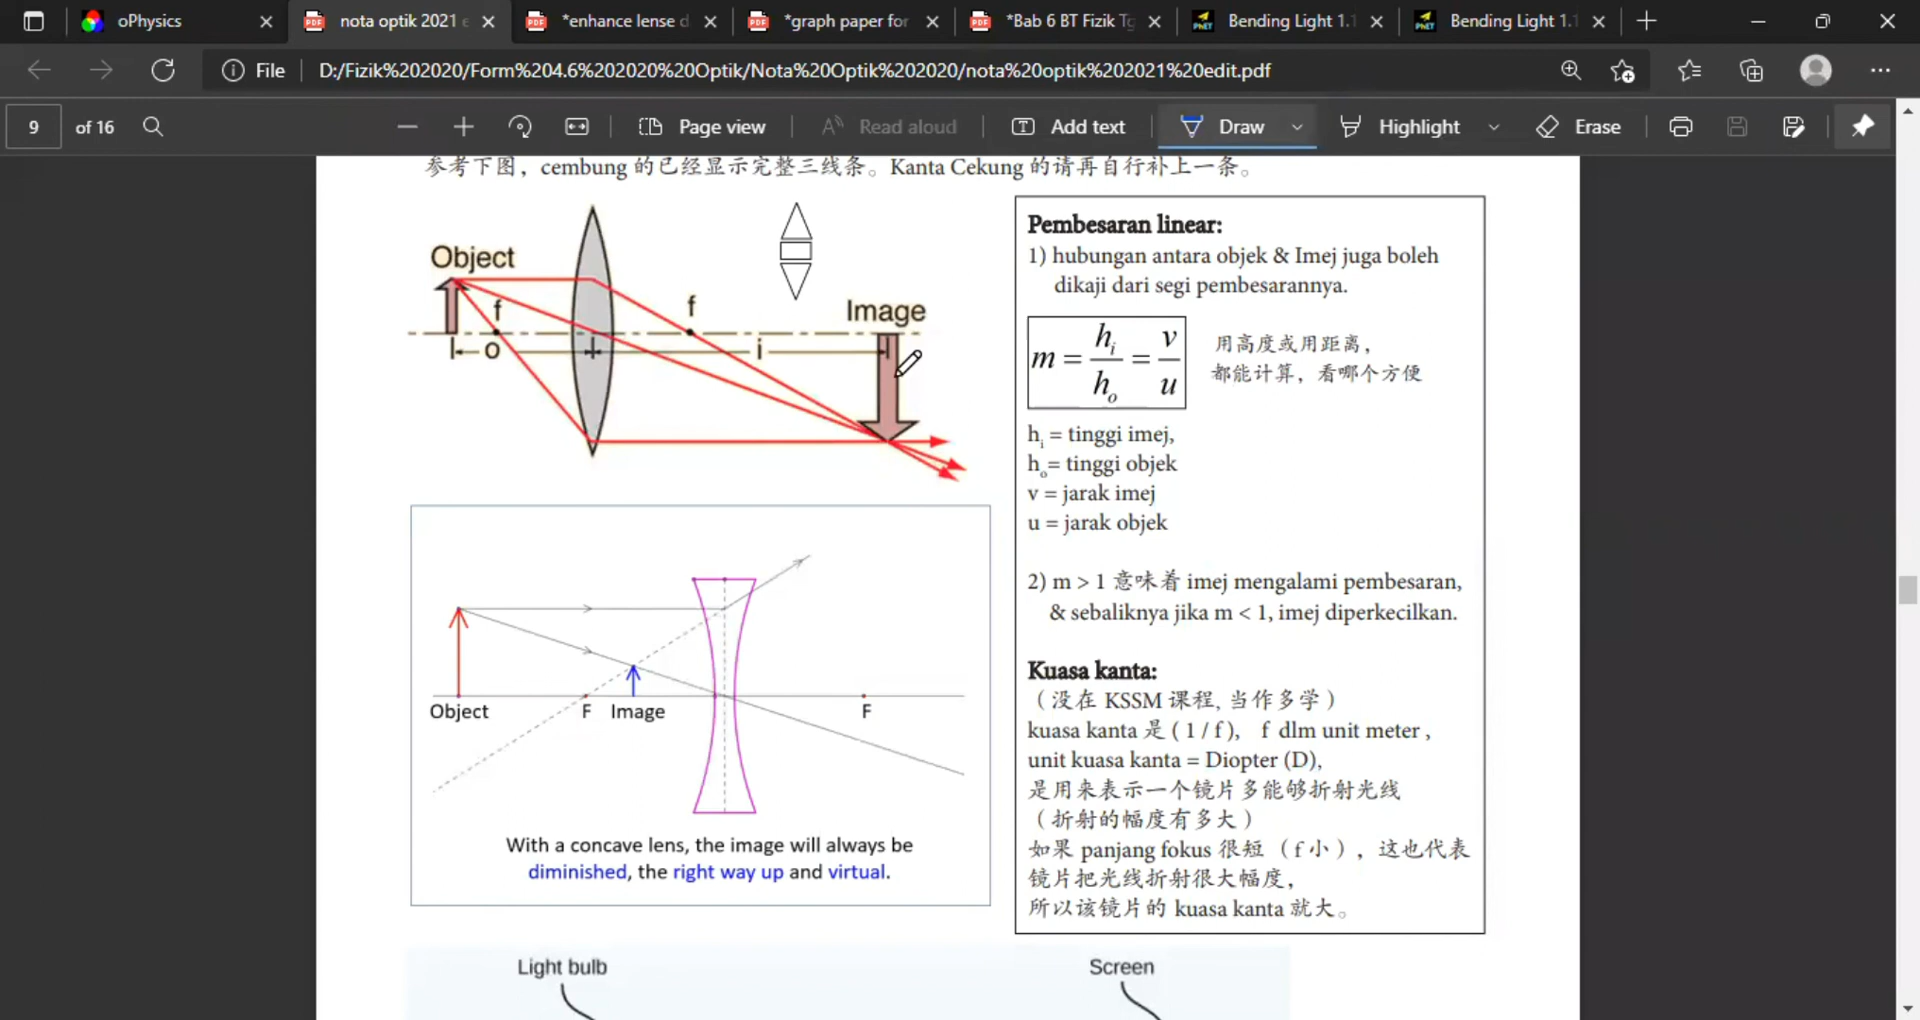 oPhysics
nota optik 2021 e
*enhance lense d
*graph paper for
*Bab 6 BT Fizik Tg
Bending Light 1.1
Bending Light 1.1
File
D:/Fizik%202020/Form%204.6%202020%20Optik/Nota%20Optik%202020/nota%20optik%202021%20edit.pdf
9 of 16
Page view
Read aloud
Add text
Draw
Highlight
Erase
参考下图，cembung 的已经显示完整三线条。Kanta Cekung 的请再自行补上一条。
Object
f
f
Image
o
i
Object
F
Image
F
With a concave lens, the image will always be
diminished, the right way up and virtual.
Pembesaran linear:
1) hubungan antara objek & Imej juga boleh
dikaji dari segi pembesarannya.
m = hᵢ/hₒ = v/u
用高度或用距离，
都能计算，看哪个方便
hᵢ = tinggi imej,
hₒ= tinggi objek
v = jarak imej
u = jarak objek
2) m > 1 意味着 imej mengalami pembesaran,
& sebaliknya jika m < 1, imej diperkecilkan.
Kuasa kanta:
（没在 KSSM 课程, 当作多学）
kuasa kanta 是 ( 1 / f ), f dlm unit meter ,
unit kuasa kanta = Diopter (D),
是用来表示一个镜片多能够折射光线
（折射的幅度有多大）
如果 panjang fokus 很短（f 小），这也代表
镜片把光线折射很大幅度，
所以该镜片的 kuasa kanta 就大。
Light bulb
Screen